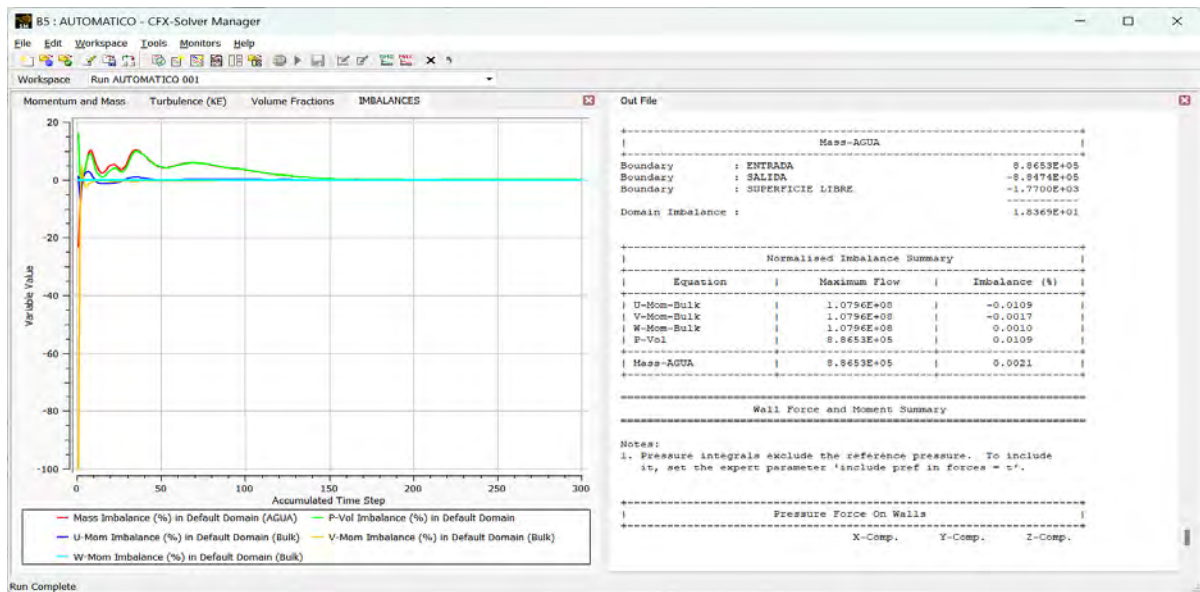 B5 : AUTOMATICO - CFX-Solver Manager
File Edit Workspace Tools Monitors Help
Workspace Run AUTOMATICO 001
Momentum and Mass Turbulence (KE) Volume Fractions IMBALANCES
20
0
-20
-40
-60
-80
-100
Variable Value
0 50 100 150 200 250 300
Accumulated Time Step
Mass Imbalance (%) in Default Domain (AGUA) P-Vol Imbalance (%) in Default Domain
U-Mom Imbalance (%) in Default Domain (Bulk) V-Mom Imbalance (%) in Default Domain (Bulk)
W-Mom Imbalance (%) in Default Domain (Bulk)
Out File
Mass-AGUA
Boundary : ENTRADA 8.8653E+05
Boundary : SALIDA -8.8474E+05
Boundary : SUPERFICIE LIBRE -1.7700E+03
Domain Imbalance : 1.8369E+01
Normalised Imbalance Summary
Equation | Maximum Flow | Imbalance (%)
U-Mom-Bulk | 1.0796E+08 | -0.0109
V-Mom-Bulk | 1.0796E+08 | -0.0017
W-Mom-Bulk | 1.0796E+08 | 0.0010
P-Vol | 8.8653E+05 | 0.0109
Mass-AGUA | 8.8653E+05 | 0.0021
Wall Force and Moment Summary
Notes:
1. Pressure integrals exclude the reference pressure. To include
it, set the expert parameter 'include pref in forces = t'.
Pressure Force On Walls
X-Comp. Y-Comp. Z-Comp.
Run Complete